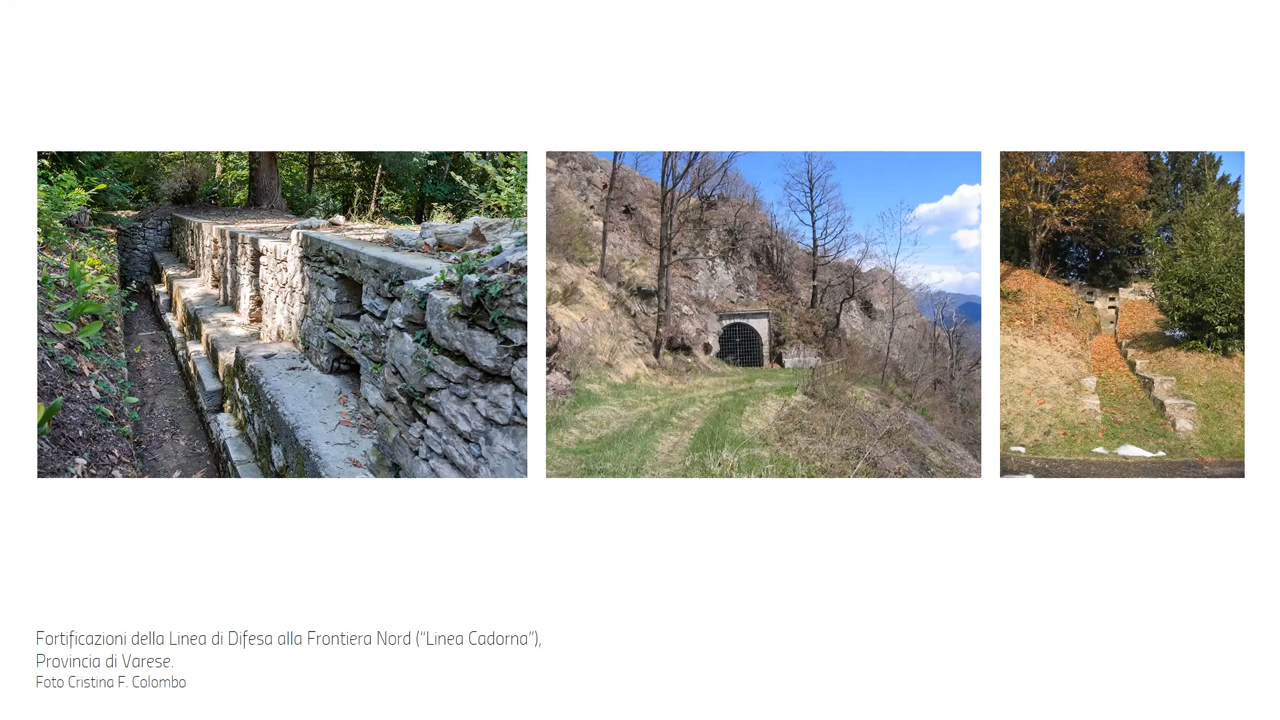 Fortificazioni della Linea di Difesa alla Frontiera Nord (“Linea Cadorna”),
Provincia di Varese.
Foto Cristina F. Colombo